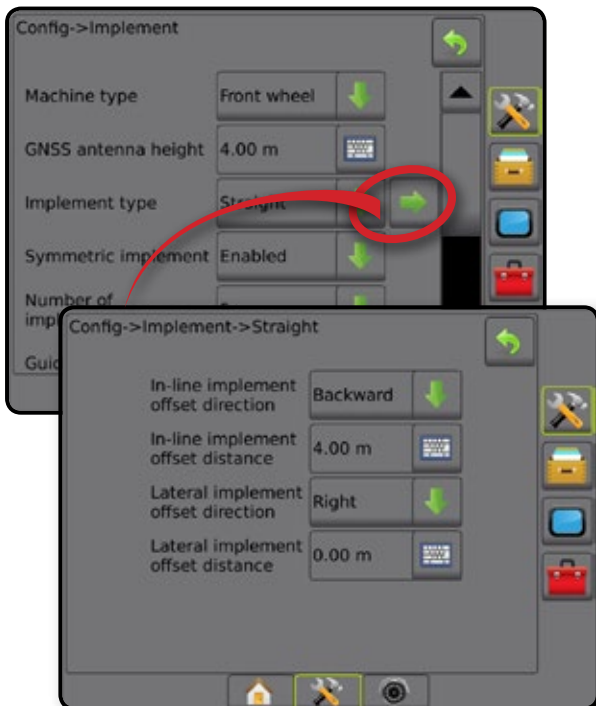 Config->Implement
Machine type Front wheel
GNSS antenna height 4.00 m
Implement type Straight
Symmetric implement Enabled
Number of
Config->Implement->Straight
In-line implement
offset direction Backward
In-line implement
offset distance 4.00 m
Lateral implement
offset direction Right
Lateral implement
offset distance 0.00 m